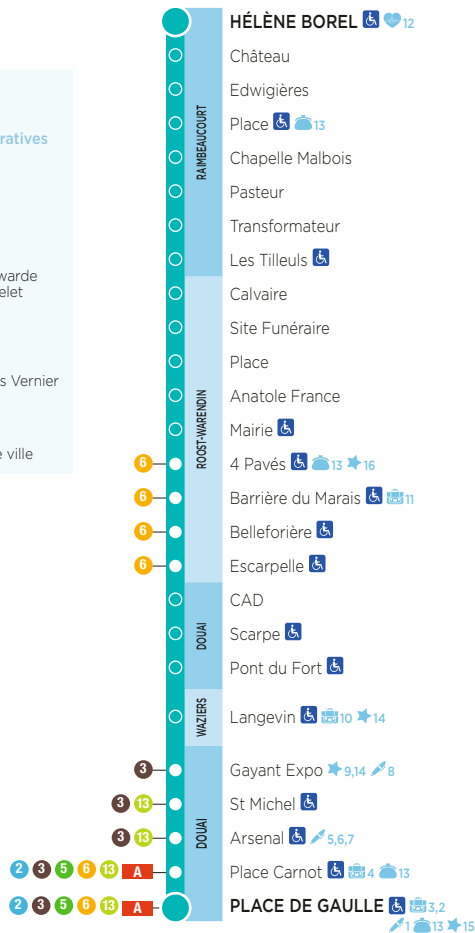 ratives
warde
elet
s Vernier
e ville
RAIMBEAUCOURT
HÉLÈNE BOREL 12
Château
Edwigières
Place 13
Chapelle Malbois
Pasteur
Transformateur
Les Tilleuls
ROOST-WARENDIN
Calvaire
Site Funéraire
Place
Anatole France
Mairie
6 4 Pavés 13 16
6 Barrière du Marais 11
6 Belleforière
6 Escarpelle
DOUAI
CAD
Scarpe
Pont du Fort
WAZIERS
Langevin 10 14
DOUAI
3 Gayant Expo 9,14 8
3 13 St Michel
3 13 Arsenal 5,6,7
2 3 5 6 13 A Place Carnot 4 13
2 3 5 6 13 A PLACE DE GAULLE 3,2
1 13 15